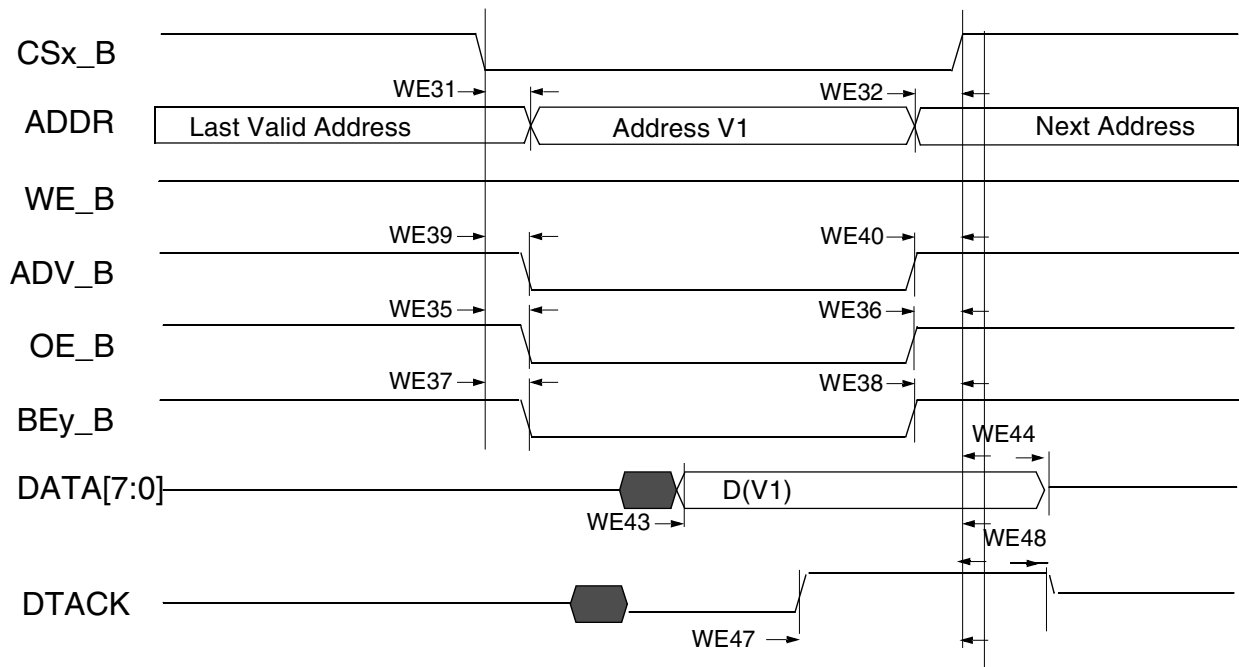 CSx_B
WE31
WE32
ADDR
Last Valid Address
Address V1
Next Address
WE_B
WE39
WE40
ADV_B
WE35
WE36
OE_B
WE37
WE38
BEy_B
WE44
DATA[7:0]
D(V1)
WE43
WE48
DTACK
WE47